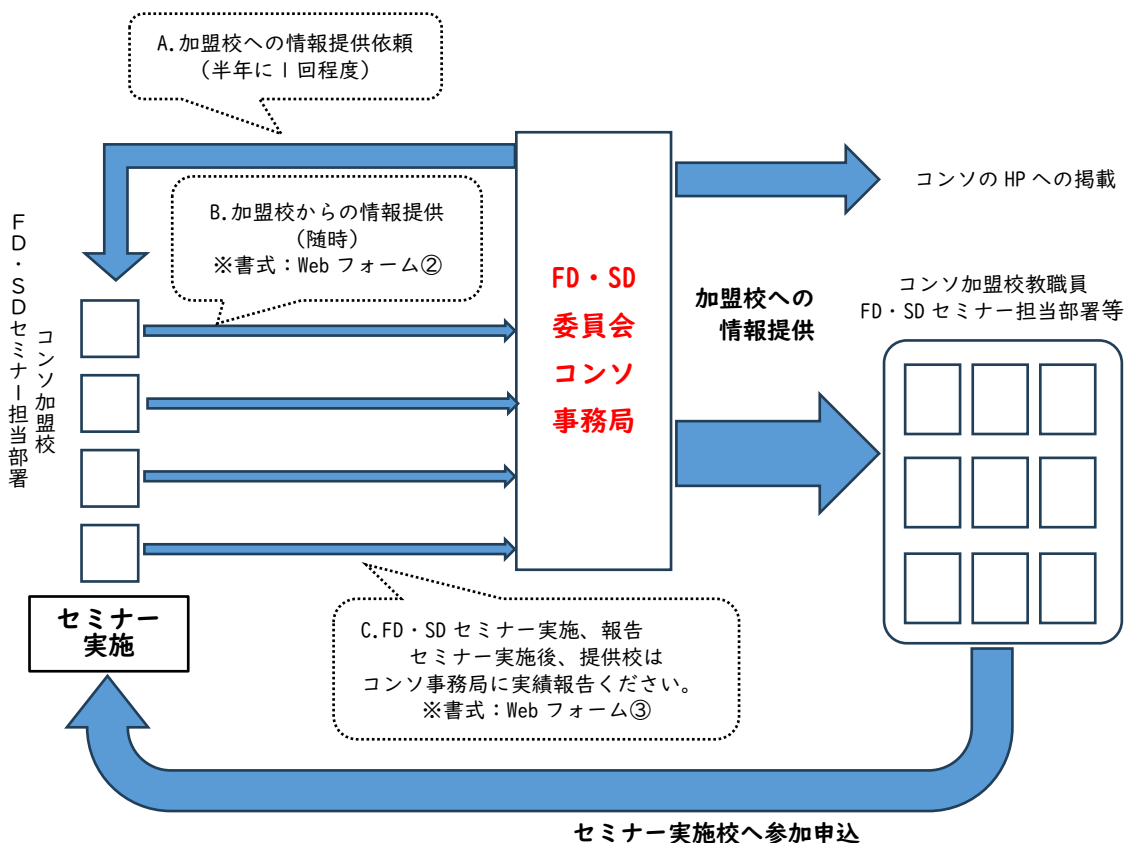 A.加盟校への情報提供依頼
(半年に1回程度)
B.加盟校からの情報提供
(随時)
※書式：Webフォーム②
FD・SDセミナー担当部署
コンソ加盟校
FD・SD
委員会
コンソ
事務局
コンソのHPへの掲載
加盟校への
情報提供
コンソ加盟校教職員
FD・SDセミナー担当部署等
セミナー
実施
C.FD・SDセミナー実施、報告
セミナー実施後、提供校は
コンソ事務局に実績報告ください。
※書式：Webフォーム③
セミナー実施校へ参加申込